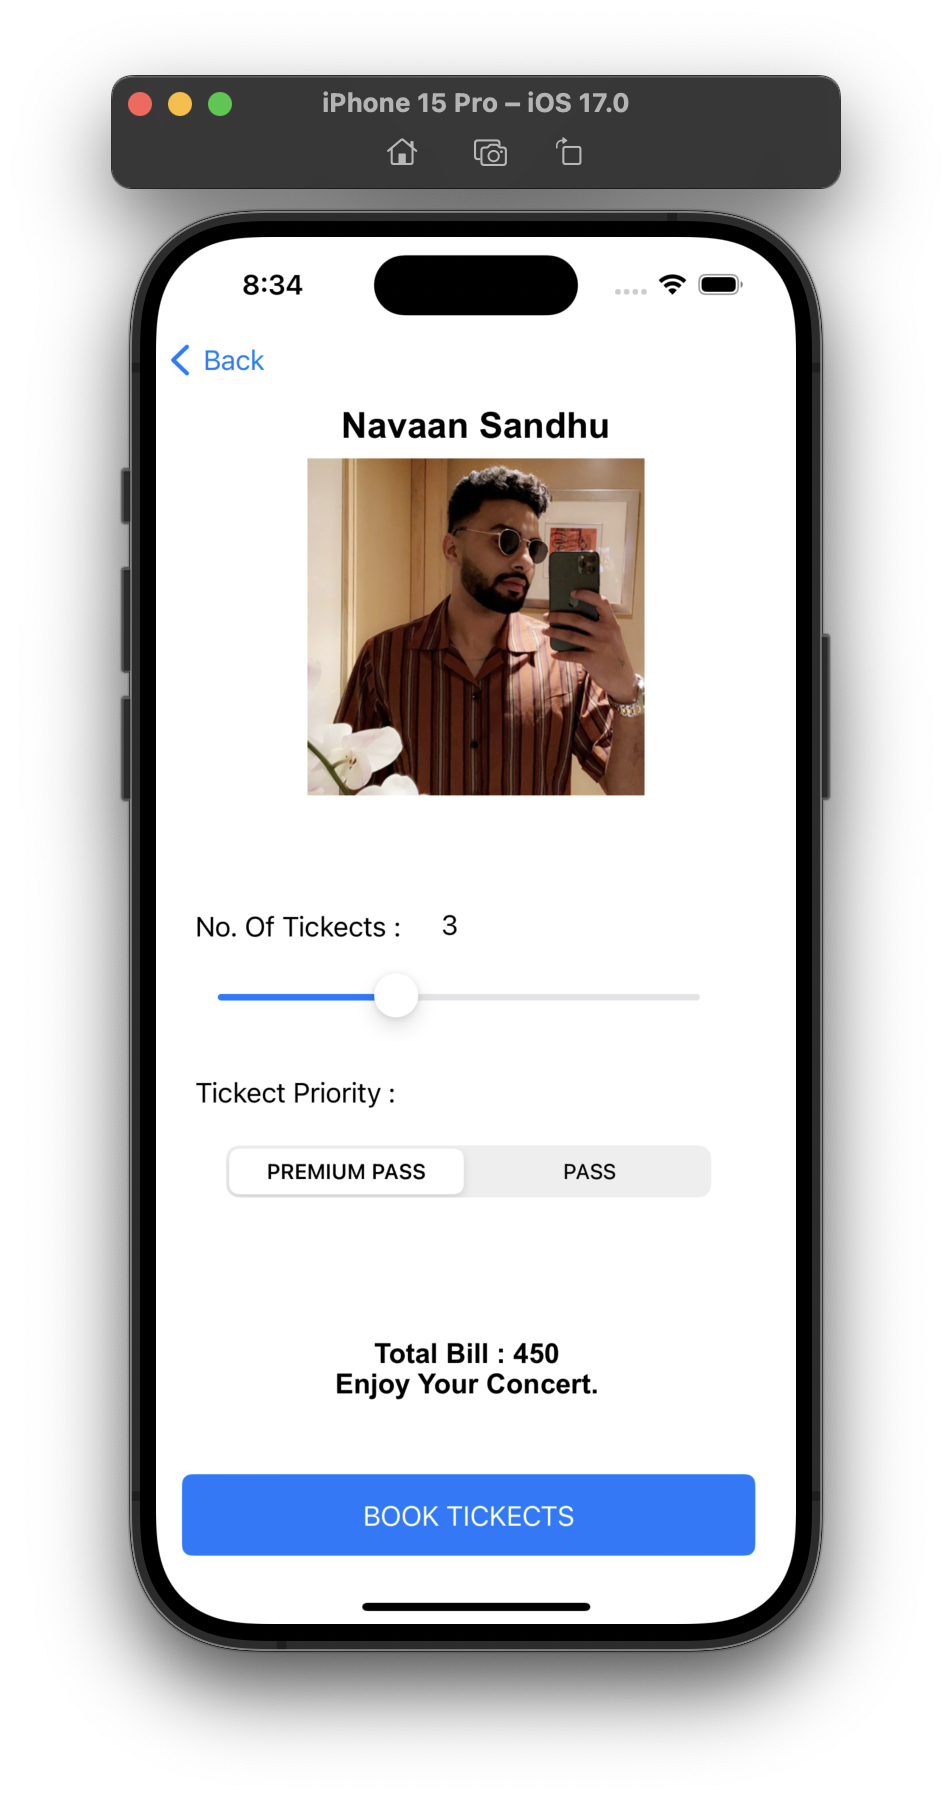 iPhone 15 Pro – iOS 17.0
8:34
Back
Navaan Sandhu
No. Of Tickects : 3
Tickect Priority :
PREMIUM PASS PASS
Total Bill : 450
Enjoy Your Concert.
BOOK TICKECTS